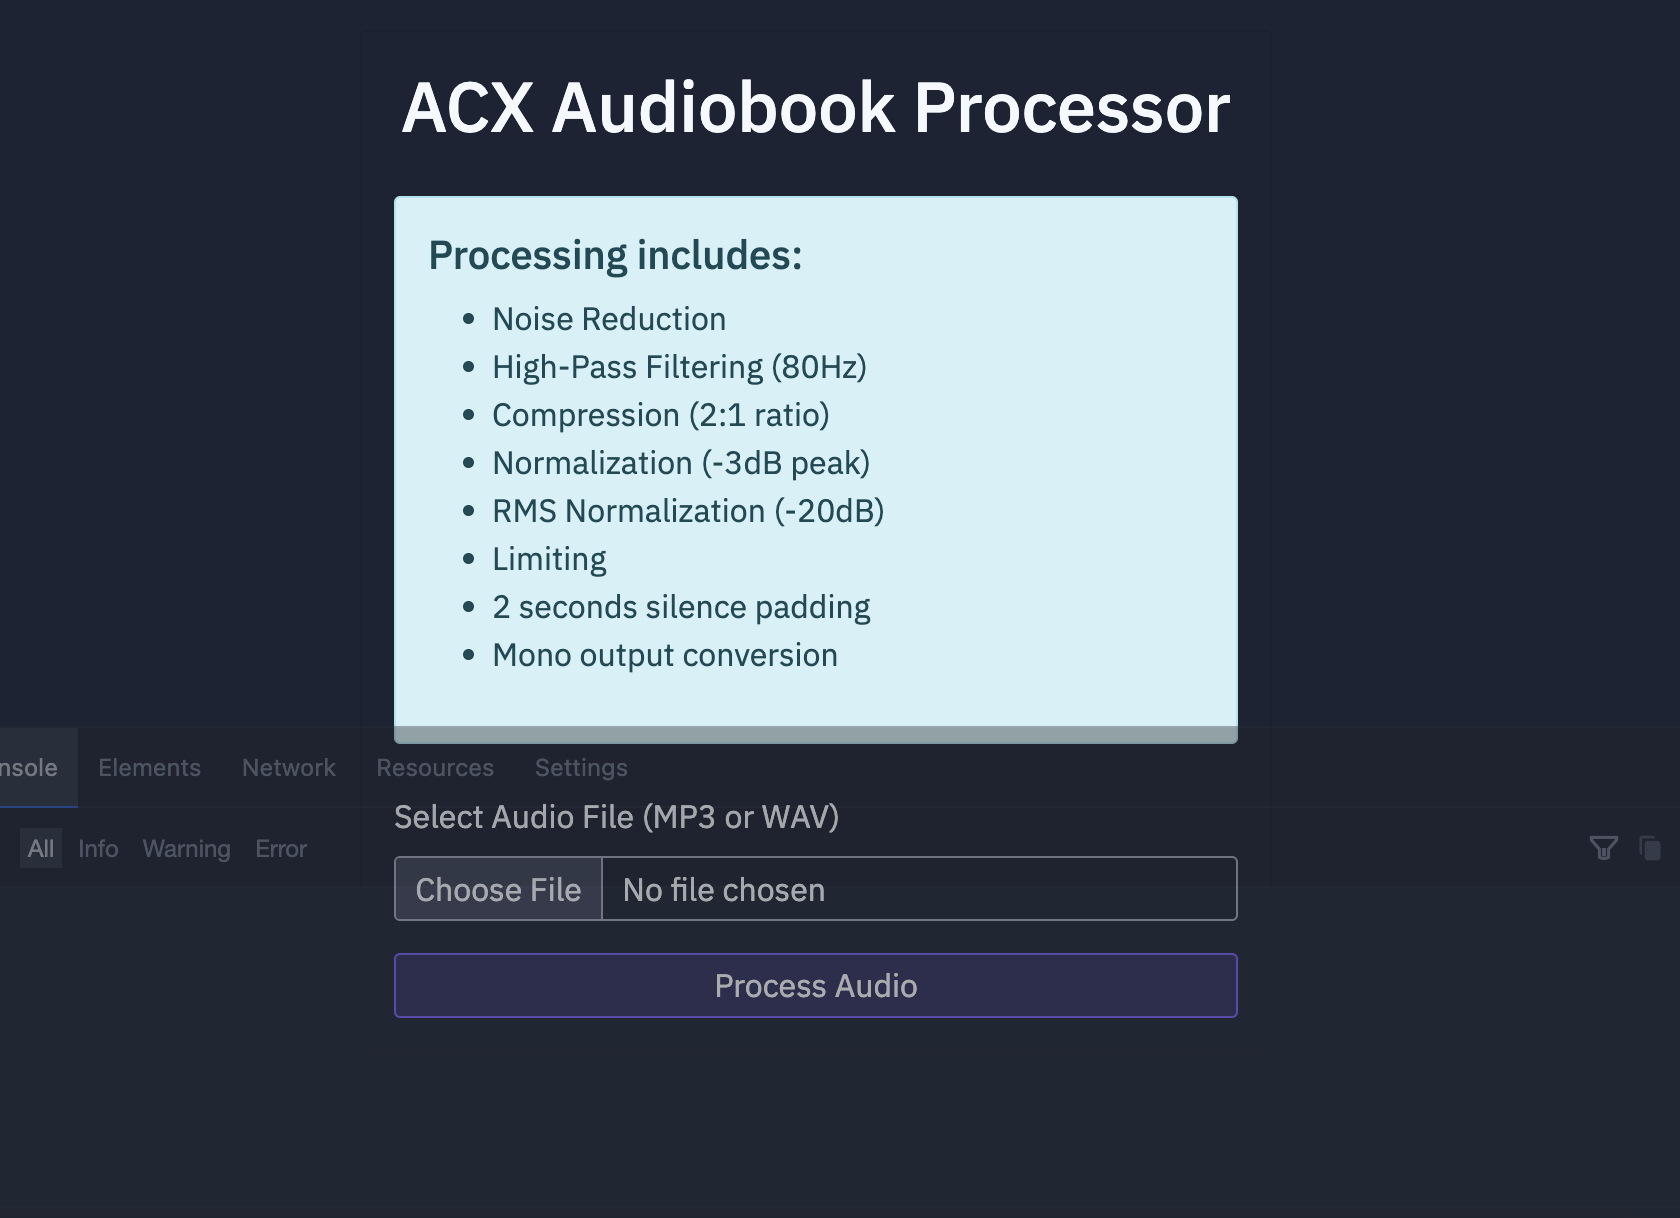 ACX Audiobook Processor
Processing includes:
Noise Reduction
High-Pass Filtering (80Hz)
Compression (2:1 ratio)
Normalization (-3dB peak)
RMS Normalization (-20dB)
Limiting
2 seconds silence padding
Mono output conversion
nsole Elements Network Resources Settings
Select Audio File (MP3 or WAV)
All Info Warning Error
Choose File No file chosen
Process Audio